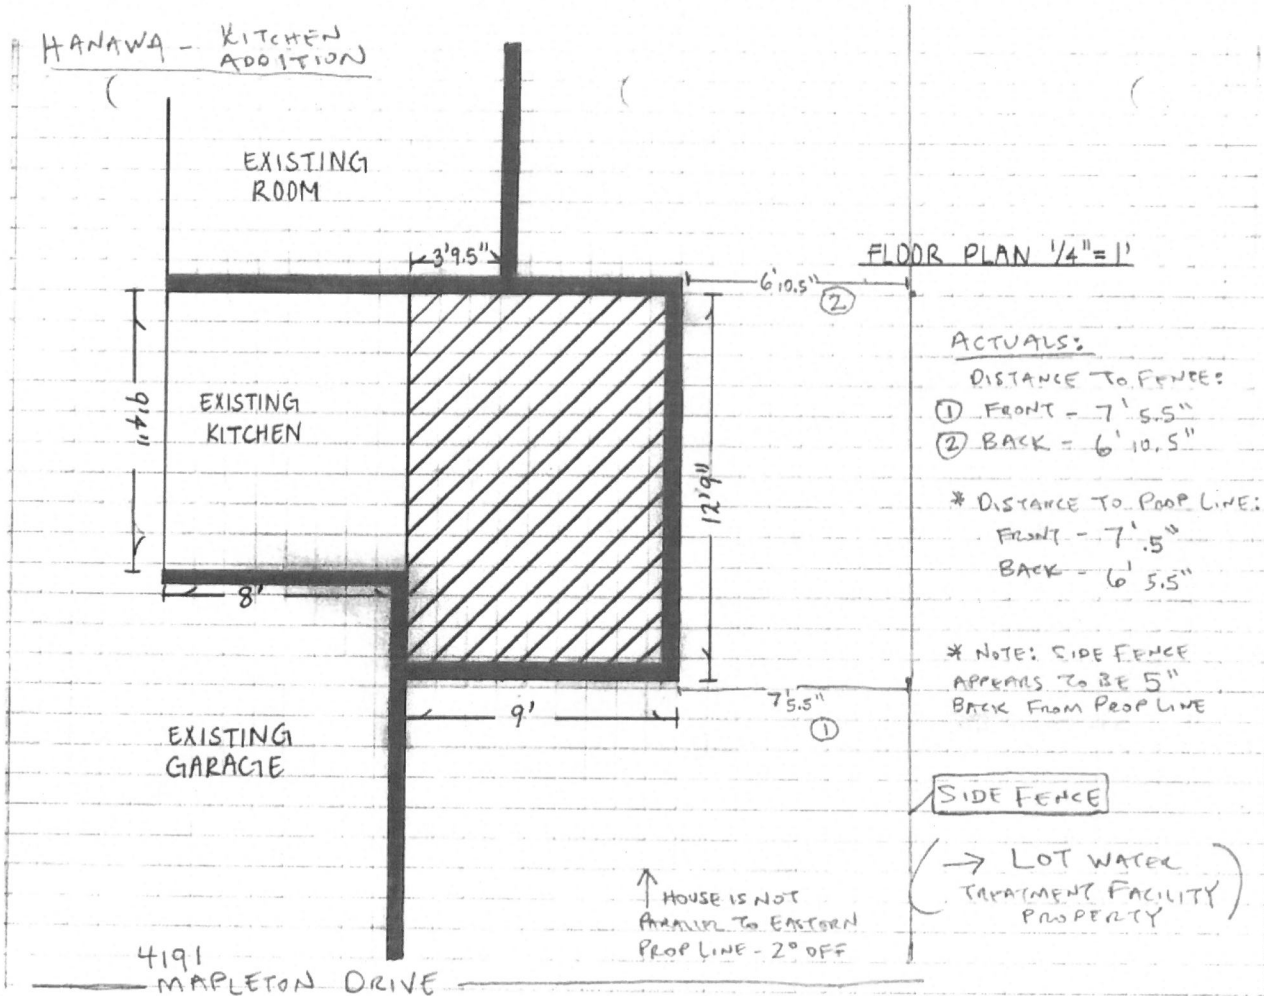 HANAWA - KITCHEN
ADDITION
EXISTING
ROOM
3'9.5"
FLOOR PLAN 1/4"=1'
6'10.5"
②
ACTUALS:
DISTANCE TO FENCE:
① FRONT - 7' 5.5"
② BACK - 6' 10.5"
9'4"
EXISTING
KITCHEN
12'9"
* DISTANCE TO PROP LINE:
FRONT - 7' .5"
BACK - 6' 5.5"
8'
* NOTE: SIDE FENCE
APPEARS TO BE 5"
BACK FROM PROP LINE
7'5.5"
①
9'
EXISTING
GARAGE
SIDE FENCE
(→ LOT WATER
TREATMENT FACILITY
PROPERTY)
↑ HOUSE IS NOT
PARALLEL TO EASTERN
PROP LINE - 2° OFF
4191
MAPLETON DRIVE